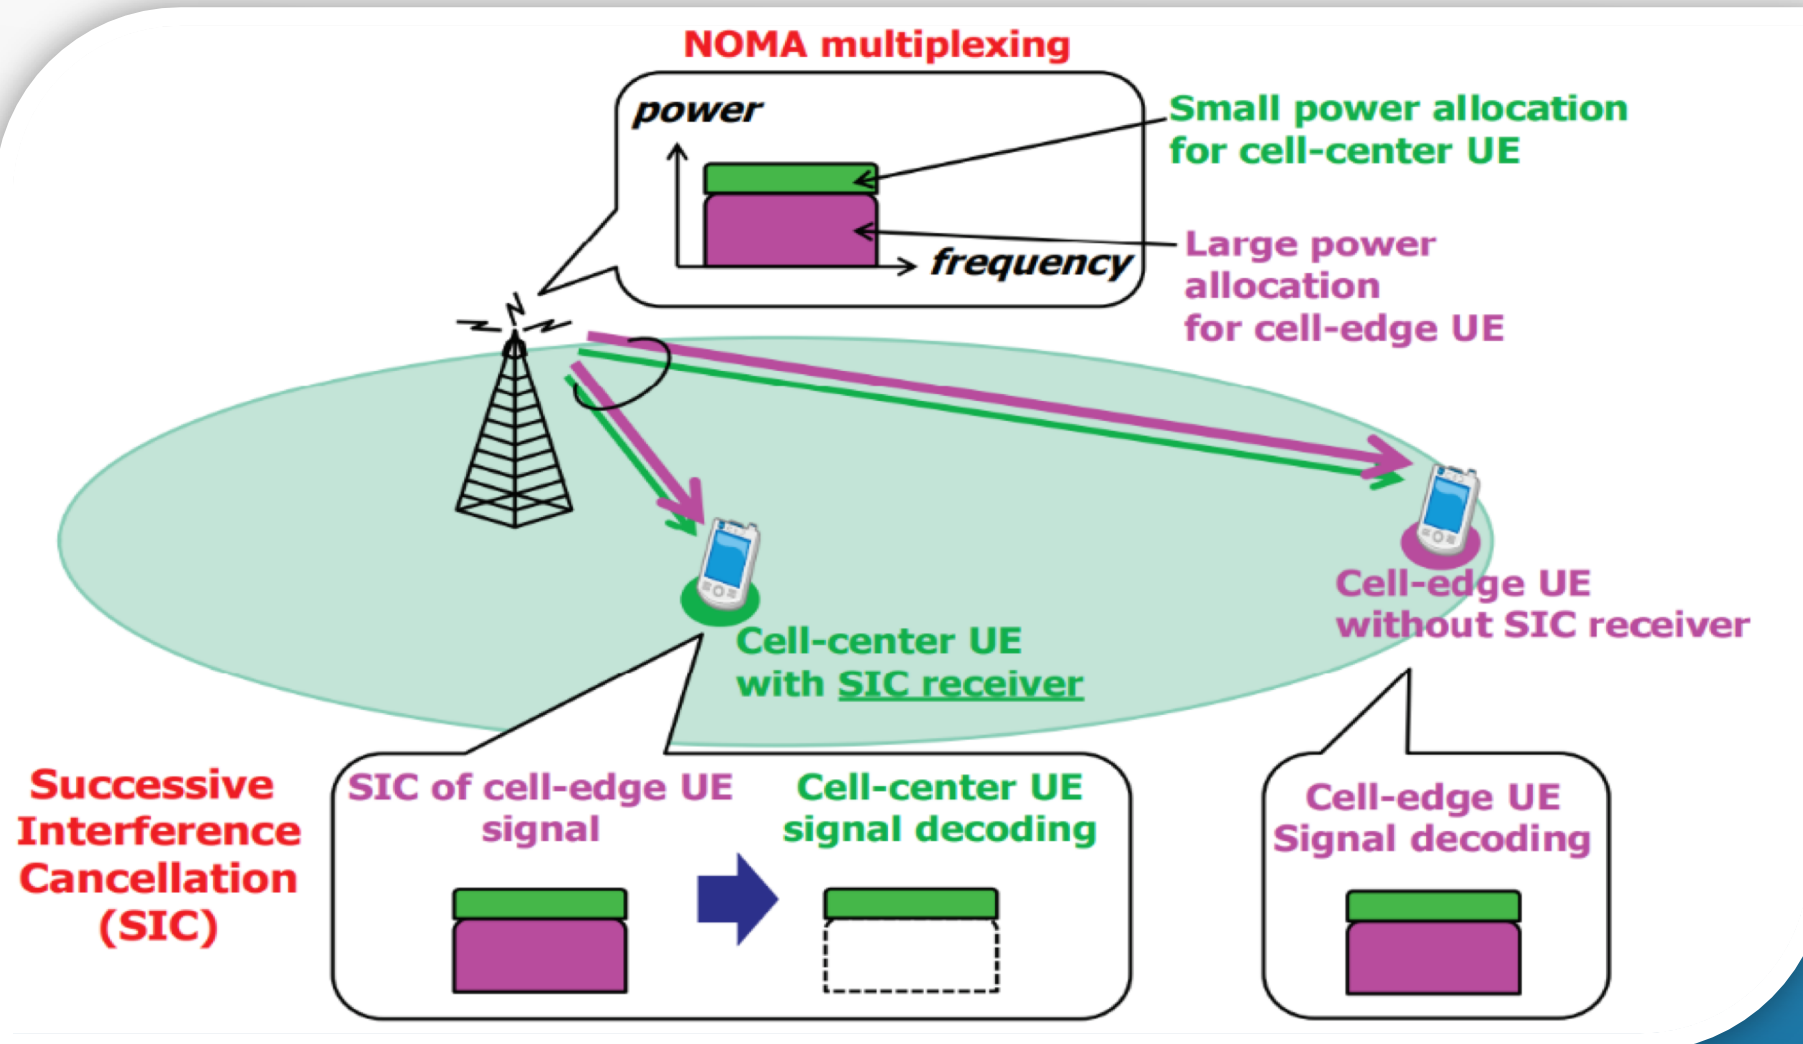 NOMA multiplexing
power
frequency
Small power allocation
for cell-center UE
Large power
allocation
for cell-edge UE
Cell-edge UE
without SIC receiver
Cell-center UE
with SIC receiver
Successive
Interference
Cancellation
(SIC)
SIC of cell-edge UE
signal
Cell-center UE
signal decoding
Cell-edge UE
Signal decoding